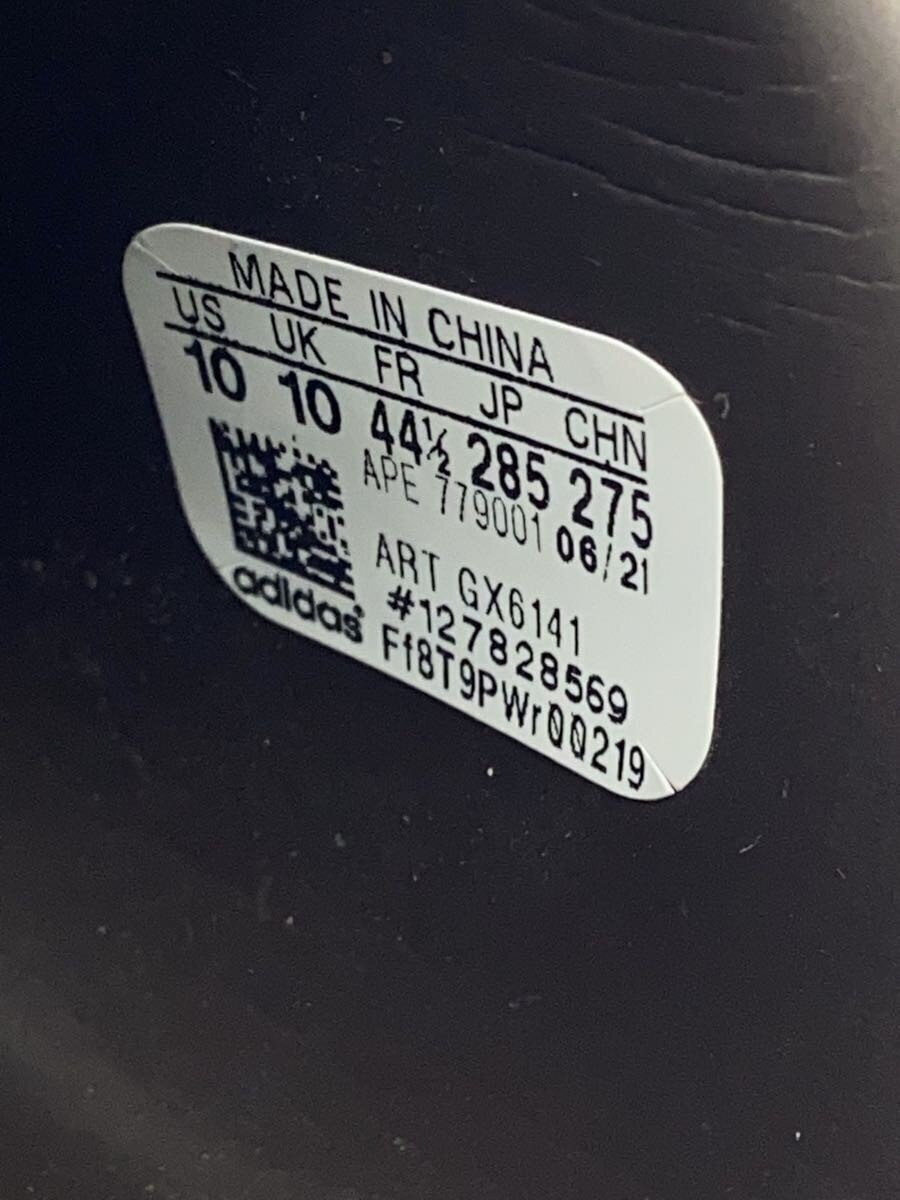 MADE IN CHINA
US UK FR JP CHN
10 10 44½ 285 275
APE 779001 06/21
ART GX6141
#127828569
adidas Ff8T9PWr00219